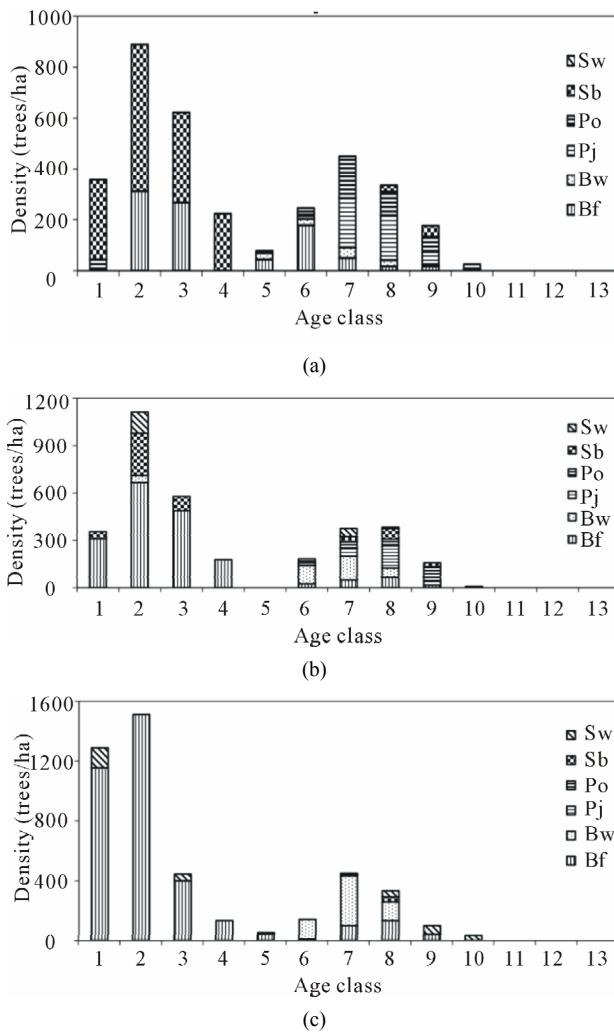 1000
800
600
400
200
0
Density (trees/ha)
Sw
Sb
Po
Pj
Bw
Bf
1 2 3 4 5 6 7 8 9 10 11 12 13
Age class
(a)
1200
900
600
300
0
Density (trees/ha)
Sw
Sb
Po
Pj
Bw
Bf
1 2 3 4 5 6 7 8 9 10 11 12 13
Age class
(b)
1600
1200
400
0
Density (trees/ha)
Sw
Sb
Po
Pj
Bw
Bf
1 2 3 4 5 6 7 8 9 10 11 12 13
Age class
(c)